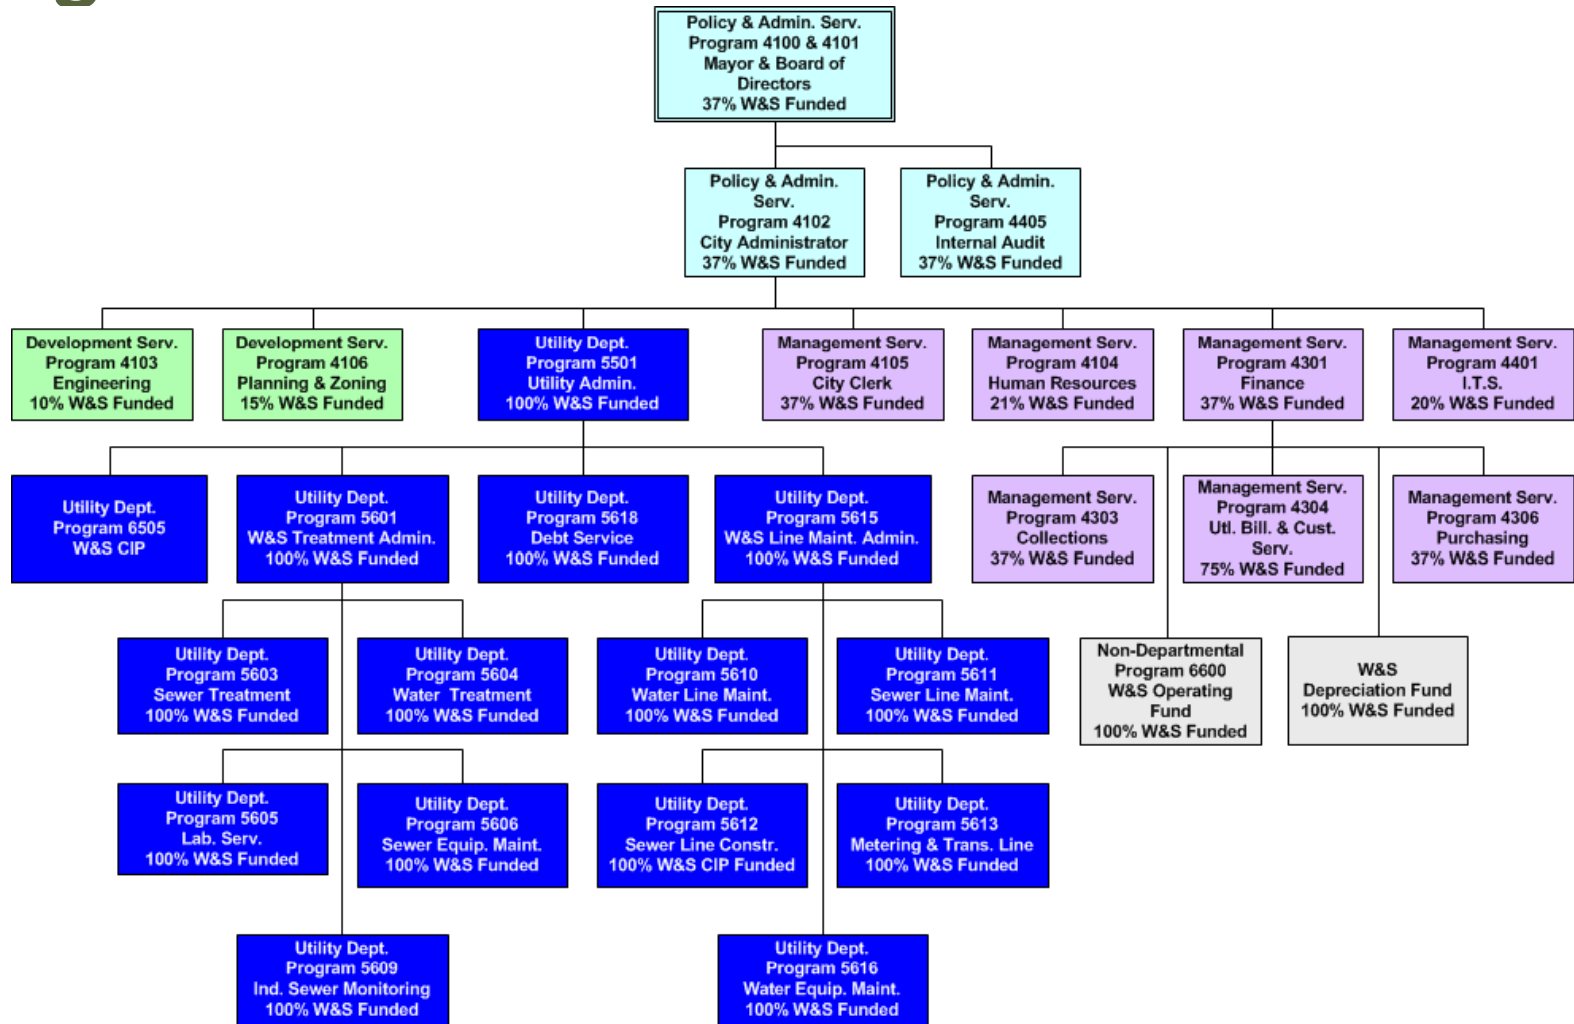 Policy & Admin. Serv.
Program 4100 & 4101
Mayor & Board of
Directors
37% W&S Funded
Policy & Admin.
Serv.
Program 4102
City Administrator
37% W&S Funded
Policy & Admin.
Serv.
Program 4405
Internal Audit
37% W&S Funded
Development Serv.
Program 4103
Engineering
10% W&S Funded
Development Serv.
Program 4106
Planning & Zoning
15% W&S Funded
Utility Dept.
Program 5501
Utility Admin.
100% W&S Funded
Management Serv.
Program 4105
City Clerk
37% W&S Funded
Management Serv.
Program 4104
Human Resources
21% W&S Funded
Management Serv.
Program 4301
Finance
37% W&S Funded
Management Serv.
Program 4401
I.T.S.
20% W&S Funded
Utility Dept.
Program 6505
W&S CIP
Utility Dept.
Program 5601
W&S Treatment Admin.
100% W&S Funded
Utility Dept.
Program 5618
Debt Service
100% W&S Funded
Utility Dept.
Program 5615
W&S Line Maint. Admin.
100% W&S Funded
Management Serv.
Program 4303
Collections
37% W&S Funded
Management Serv.
Program 4304
Utl. Bill. & Cust.
Serv.
75% W&S Funded
Management Serv.
Program 4306
Purchasing
37% W&S Funded
Utility Dept.
Program 5603
Sewer Treatment
100% W&S Funded
Utility Dept.
Program 5604
Water Treatment
100% W&S Funded
Utility Dept.
Program 5610
Water Line Maint.
100% W&S Funded
Utility Dept.
Program 5611
Sewer Line Maint.
100% W&S Funded
Non-Departmental
Program 6600
W&S Operating
Fund
100% W&S Funded
W&S
Depreciation Fund
100% W&S Funded
Utility Dept.
Program 5605
Lab. Serv.
100% W&S Funded
Utility Dept.
Program 5606
Sewer Equip. Maint.
100% W&S Funded
Utility Dept.
Program 5612
Sewer Line Constr.
100% W&S CIP Funded
Utility Dept.
Program 5613
Metering & Trans. Line
100% W&S Funded
Utility Dept.
Program 5609
Ind. Sewer Monitoring
100% W&S Funded
Utility Dept.
Program 5616
Water Equip. Maint.
100% W&S Funded